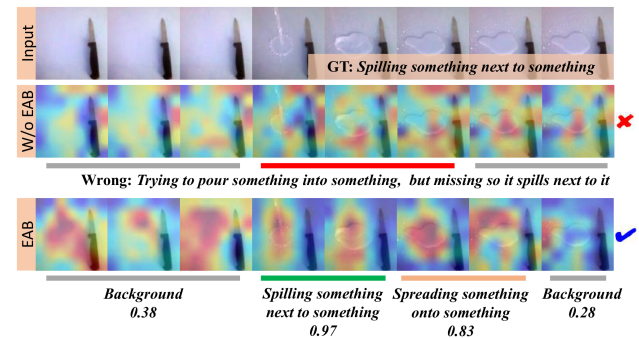 Input
GT: Spilling something next to something
W/o EAB
Wrong: Trying to pour something into something, but missing so it spills next to it
EAB
Background
0.38
Spilling something
next to something
0.97
Spreading something
onto something
0.83
Background
0.28